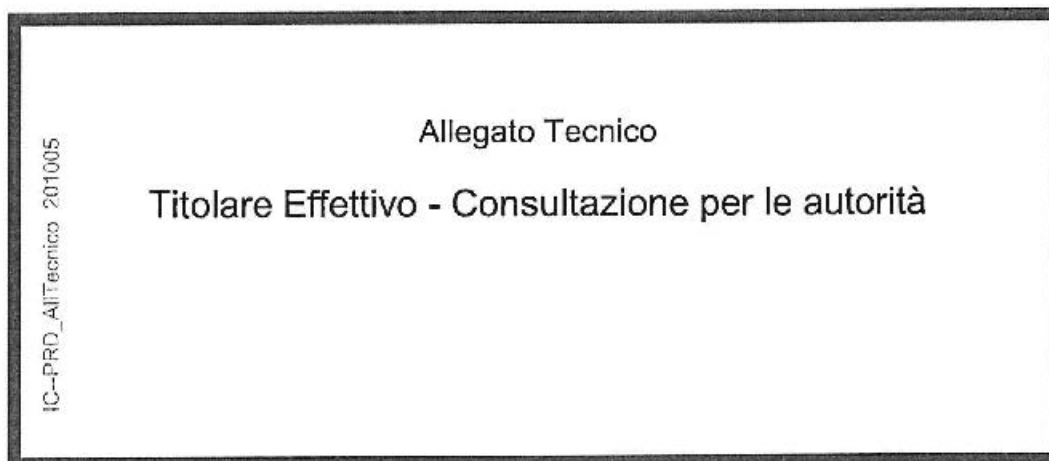 Allegato Tecnico
Titolare Effettivo - Consultazione per le autorità
IC–PRD_AllTecnico 201005